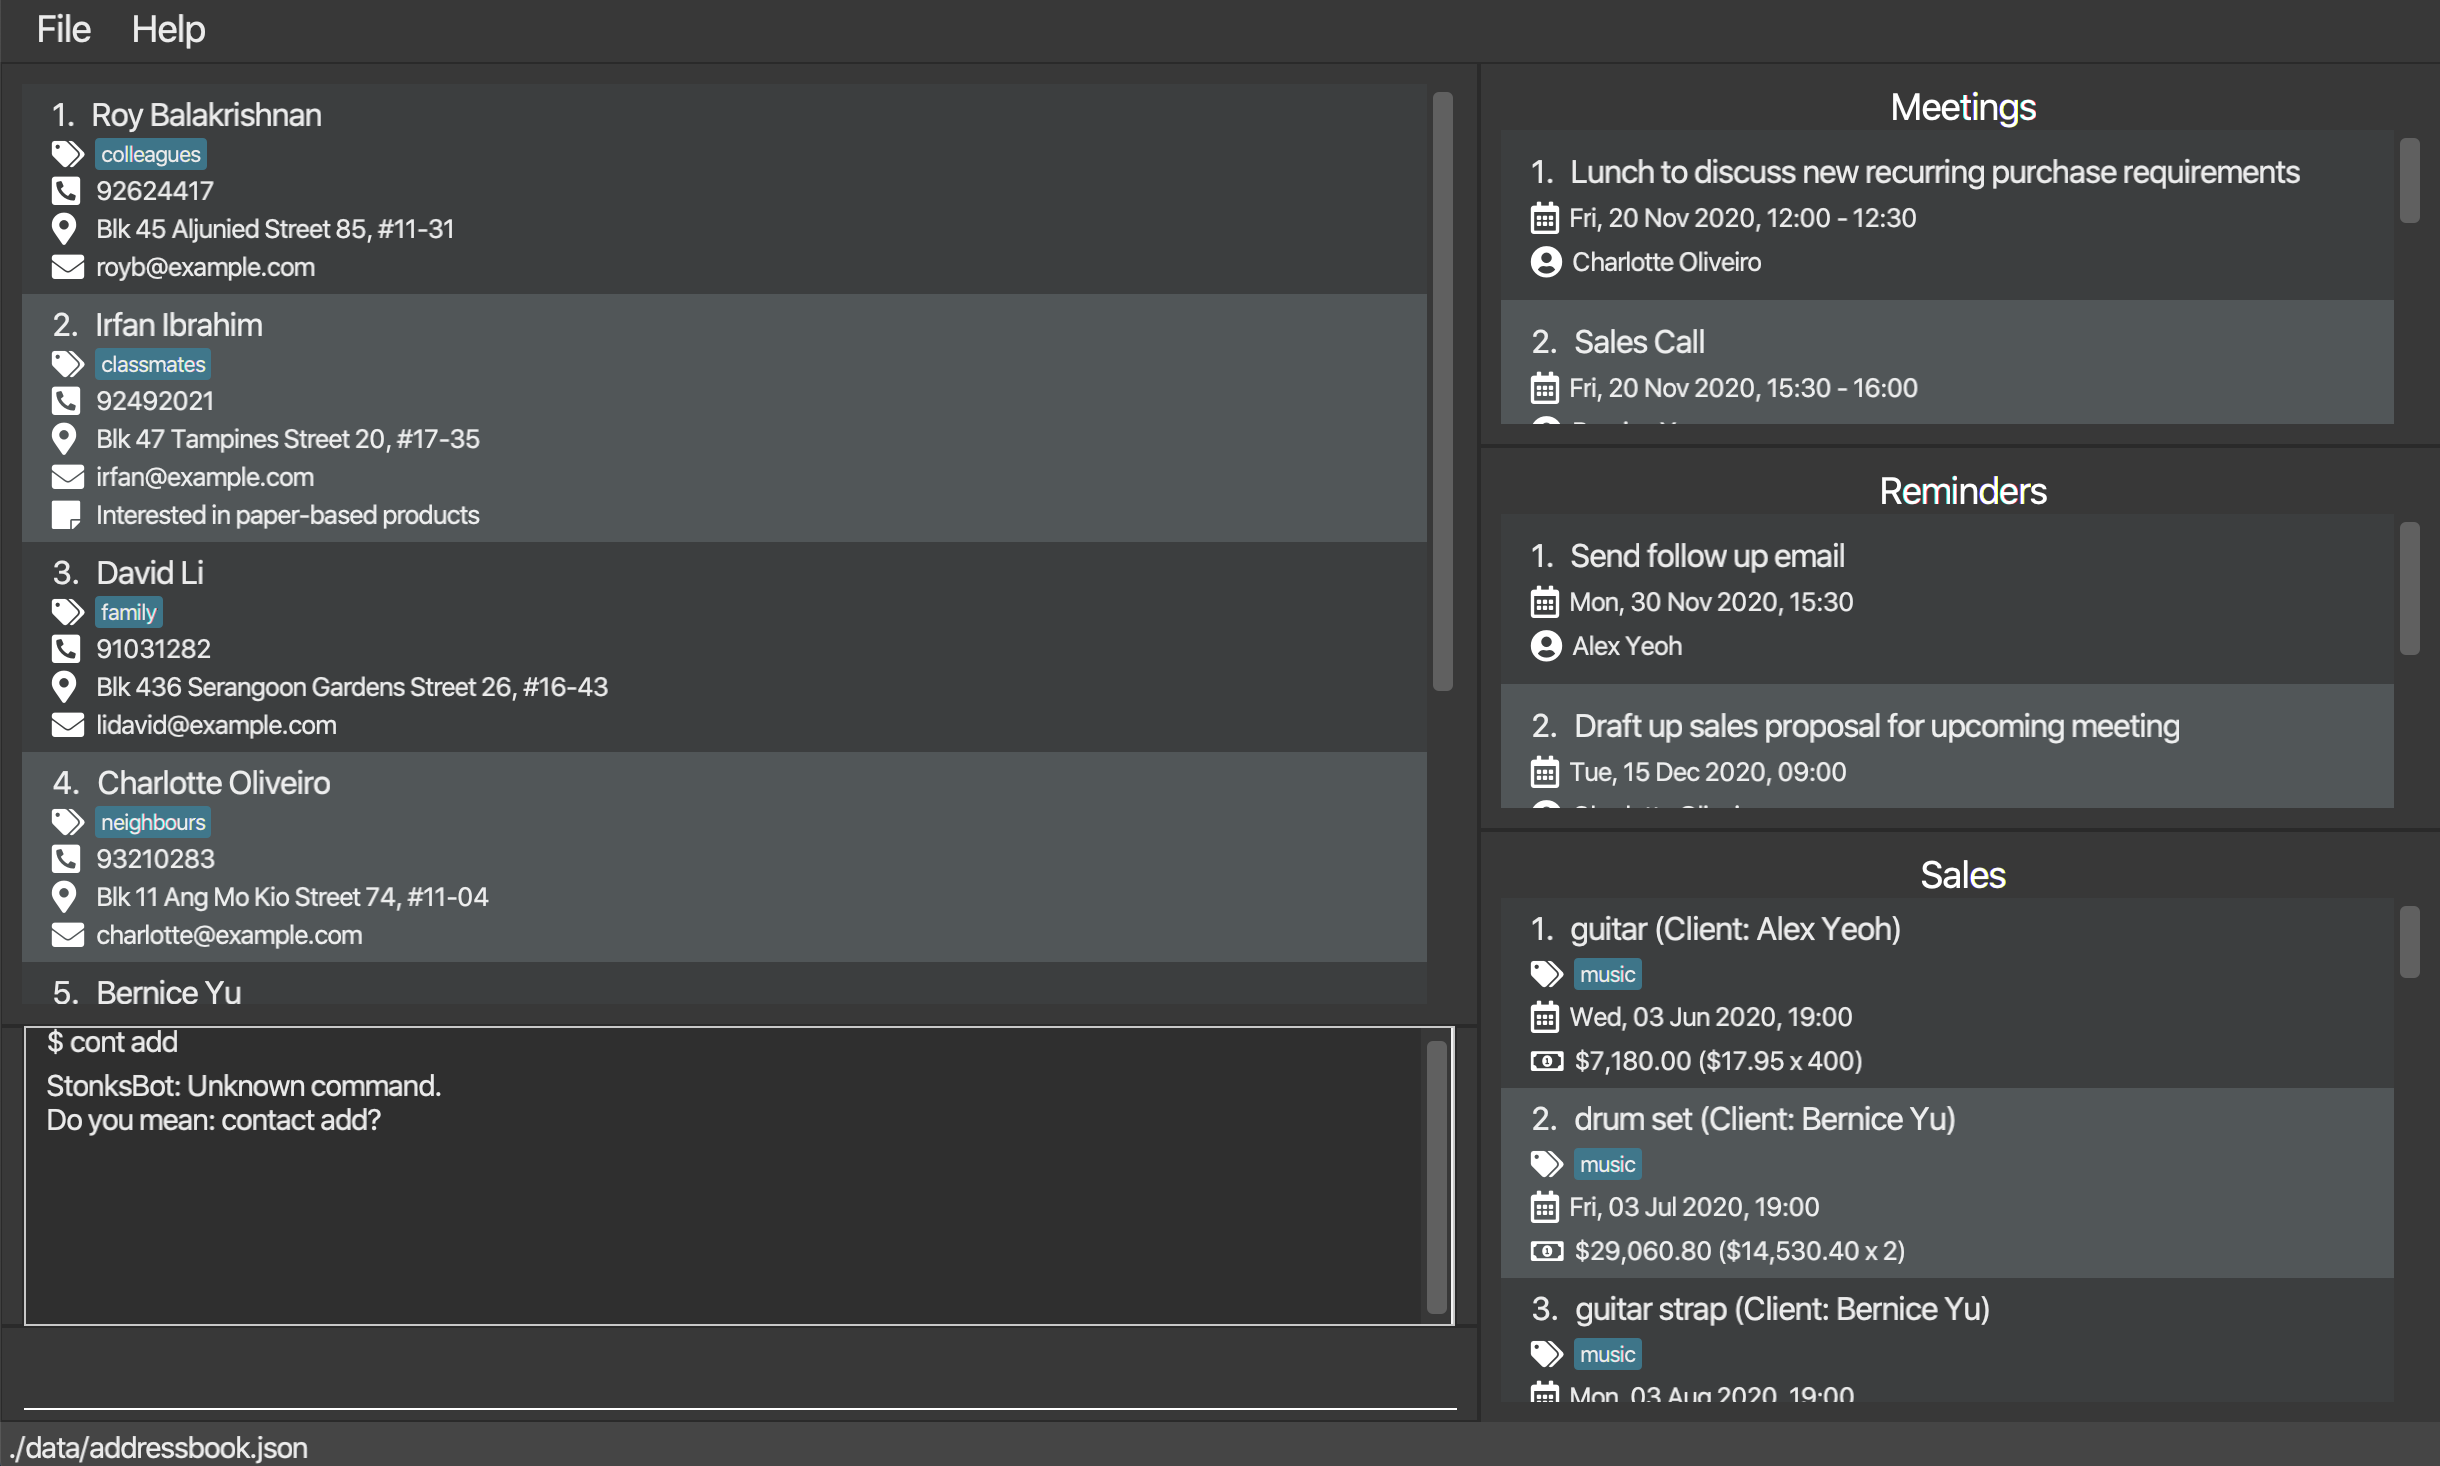 File Help
1. Roy Balakrishnan
colleagues
92624417
Blk 45 Aljunied Street 85, #11-31
royb@example.com
2. Irfan Ibrahim
classmates
92492021
Blk 47 Tampines Street 20, #17-35
irfan@example.com
Interested in paper-based products
3. David Li
family
91031282
Blk 436 Serangoon Gardens Street 26, #16-43
lidavid@example.com
4. Charlotte Oliveiro
neighbours
93210283
Blk 11 Ang Mo Kio Street 74, #11-04
charlotte@example.com
5. Bernice Yu
$ cont add
StonksBot: Unknown command.
Do you mean: contact add?
Meetings
1. Lunch to discuss new recurring purchase requirements
Fri, 20 Nov 2020, 12:00 - 12:30
Charlotte Oliveiro
2. Sales Call
Fri, 20 Nov 2020, 15:30 - 16:00
Reminders
1. Send follow up email
Mon, 30 Nov 2020, 15:30
Alex Yeoh
2. Draft up sales proposal for upcoming meeting
Tue, 15 Dec 2020, 09:00
Sales
1. guitar (Client: Alex Yeoh)
music
Wed, 03 Jun 2020, 19:00
$7,180.00 ($17.95 x 400)
2. drum set (Client: Bernice Yu)
music
Fri, 03 Jul 2020, 19:00
$29,060.80 ($14,530.40 x 2)
3. guitar strap (Client: Bernice Yu)
music
Mon, 03 Aug 2020, 19:00
./data/addressbook.json